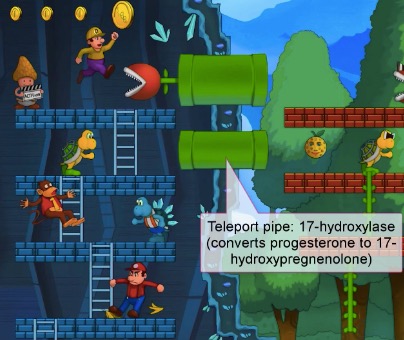 Teleport pipe: 17-hydroxylase
(converts progesterone to 17-
hydroxypregnenolone)